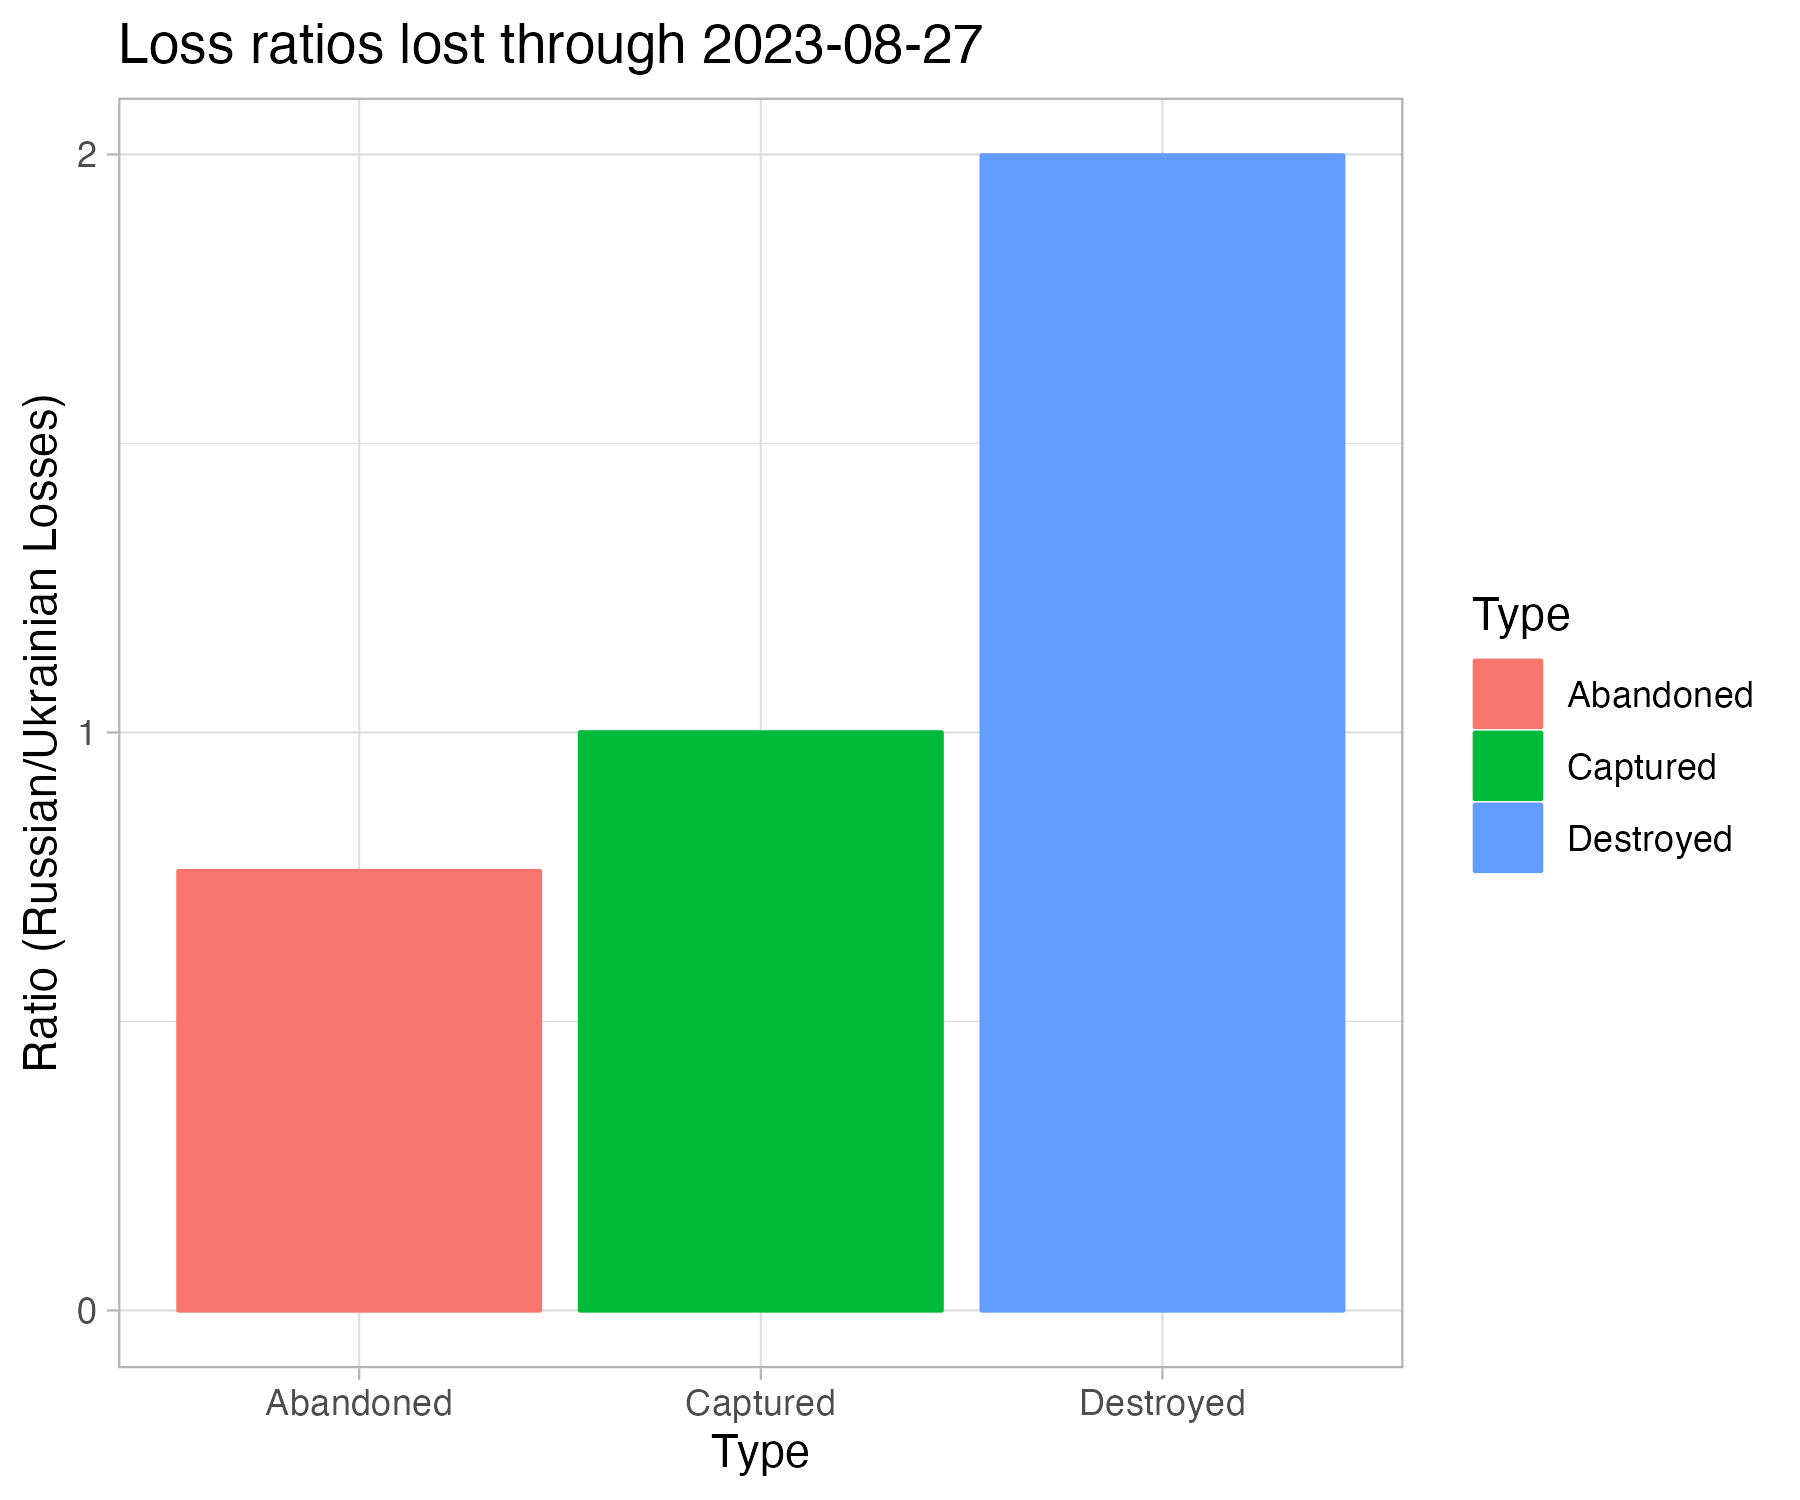 Loss ratios lost through 2023-08-27
Ratio (Russian/Ukrainian Losses)
2
1
0
Abandoned
Captured
Destroyed
Type
Type
Abandoned
Captured
Destroyed